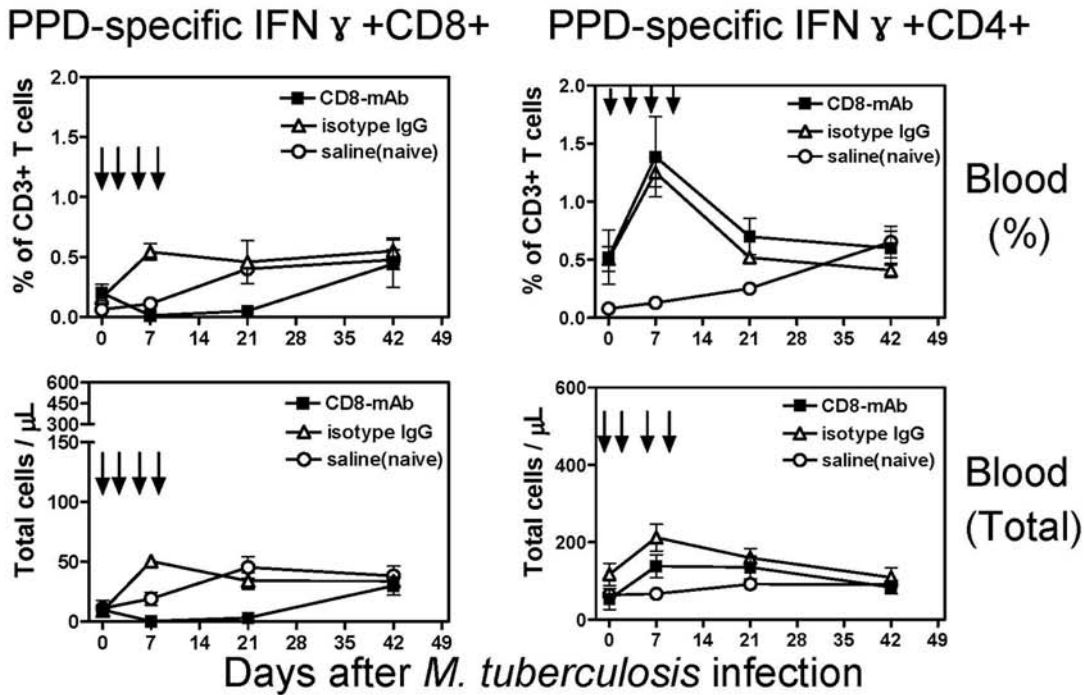 PPD-specific IFN ɣ +CD8+
PPD-specific IFN ɣ +CD4+
% of CD3+ T cells
2.0
1.5
1.0
0.5
0.0
CD8-mAb
isotype IgG
saline(naive)
0 7 14 21 28 35 42 49
% of CD3+ T cells
2.0
1.5
1.0
0.5
0.0
CD8-mAb
isotype IgG
saline(naive)
0 7 14 21 28 35 42 49
Blood
(%)
Total cells / µL
600
450
300
150
100
50
0
CD8-mAb
isotype IgG
saline(naive)
0 7 14 21 28 35 42 49
Total cells / µL
600
400
200
0
CD8-mAb
isotype IgG
saline(naive)
0 7 14 21 28 35 42 49
Blood
(Total)
Days after M. tuberculosis infection